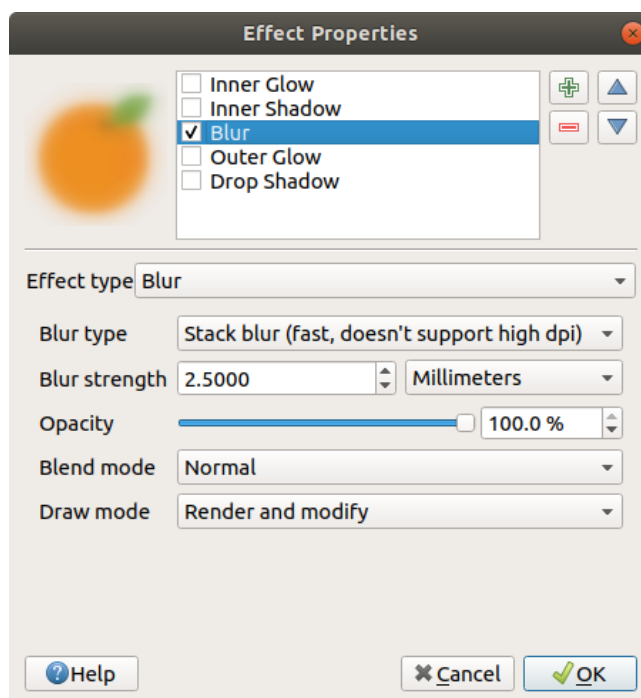 Effect Properties
Inner Glow
Inner Shadow
Blur
Outer Glow
Drop Shadow
Effect type Blur
Blur type Stack blur (fast, doesn't support high dpi)
Blur strength 2.5000 Millimeters
Opacity 100.0 %
Blend mode Normal
Draw mode Render and modify
Help Cancel OK